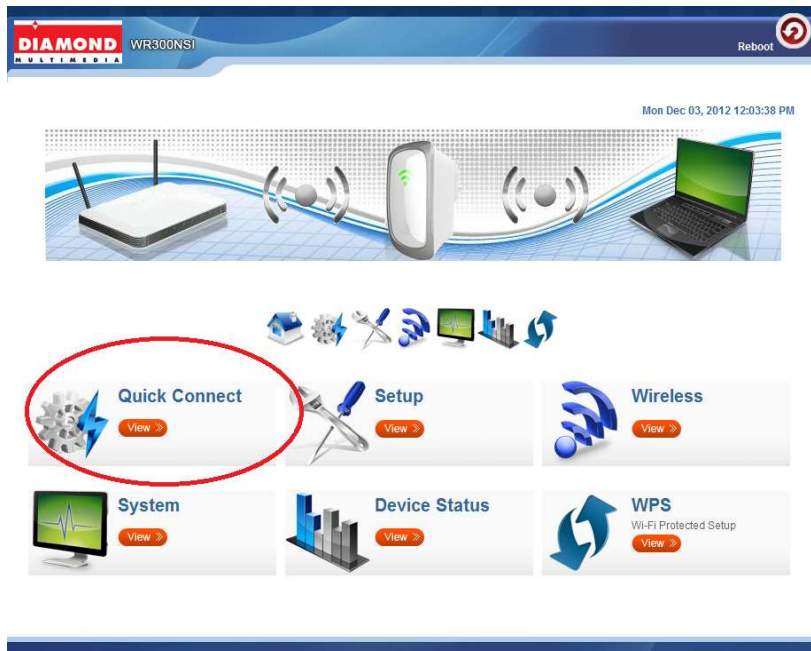 DIAMOND
MULTIMEDIA
WR300NSI
Reboot
Mon Dec 03, 2012 12:03:38 PM
Quick Connect
View »
Setup
View »
Wireless
View »
System
View »
Device Status
View »
WPS
Wi-Fi Protected Setup
View »